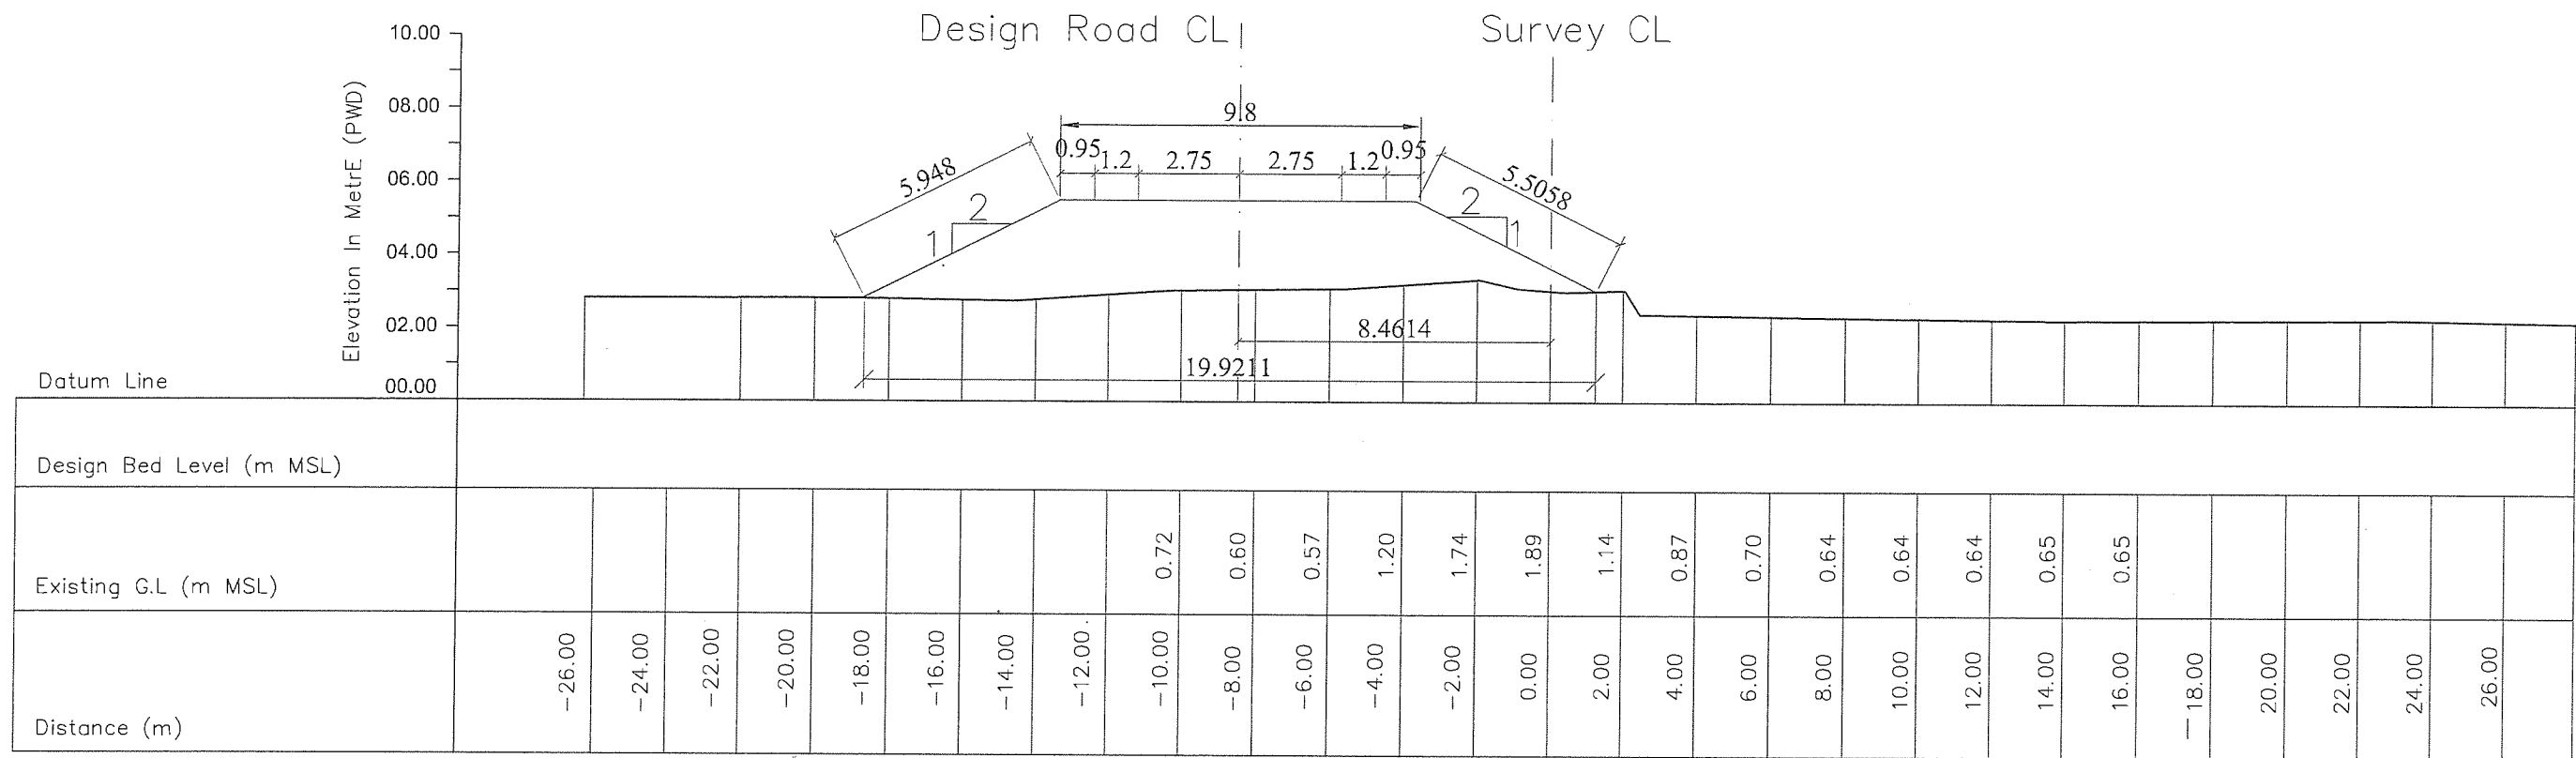 Design Road CL
Survey CL
Elevation In MetrE (PWD)
10.00
08.00
06.00
04.00
02.00
00.00
9.8
0.95 1.2 2.75 2.75 1.2 0.95
5.948
5.5058
2
1
2
1
8.4614
19.9211
Datum Line
Design Bed Level (m MSL)
Existing G.L (m MSL) 0.72 0.60 0.57 1.20 1.74 1.89 1.14 0.87 0.70 0.64 0.64 0.64 0.65 0.65
Distance (m) -26.00 -24.00 -22.00 -20.00 -18.00 -16.00 -14.00 -12.00 -10.00 -8.00 -6.00 -4.00 -2.00 0.00 2.00 4.00 6.00 8.00 10.00 12.00 14.00 16.00 -18.00 20.00 22.00 24.00 26.00